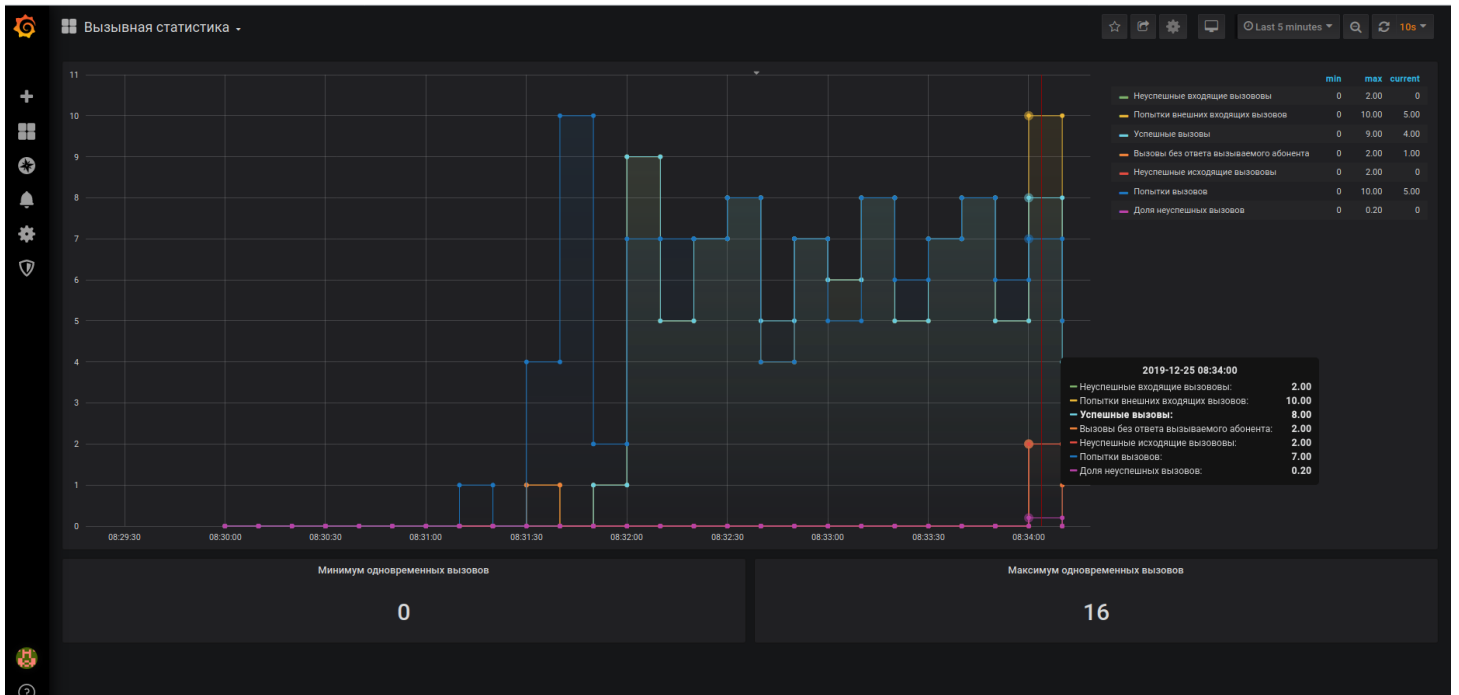 Вызывная статистика
Last 5 minutes
10s
11
10
9
8
7
6
5
4
3
2
1
0
08:29:30 08:30:00 08:30:30 08:31:00 08:31:30 08:32:00 08:32:30 08:33:00 08:33:30 08:34:00
min max current
Неуспешные входящие вызововы 0 2.00 0
Попытки внешних входящих вызовов 0 10.00 5.00
Успешные вызовы 0 9.00 4.00
Вызовы без ответа вызываемого абонента 0 2.00 1.00
Неуспешные исходящие вызововы 0 2.00 0
Попытки вызовов 0 10.00 5.00
Доля неуспешных вызовов 0 0.20 0
2019-12-25 08:34:00
Неуспешные входящие вызововы: 2.00
Попытки внешних входящих вызовов: 10.00
Успешные вызовы: 8.00
Вызовы без ответа вызываемого абонента: 2.00
Неуспешные исходящие вызововы: 2.00
Попытки вызовов: 7.00
Доля неуспешных вызовов: 0.20
Минимум одновременных вызовов
0
Максимум одновременных вызовов
16